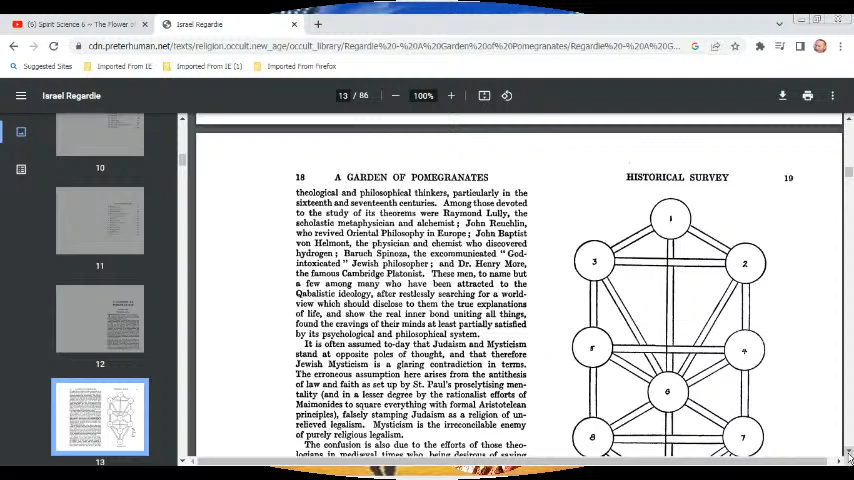 (6) Spirit Science 6 ~ The Flower of
Israel Regardie
cdn.preterhuman.net/texts/religion.occult.new_age/occult_library/Regardie%20-%20A%20Garden%20of%20Pomegranates/Regardie%20-%20A%20G...
Suggested Sites
Imported From IE
Imported From IE (1)
Imported From Firefox
Israel Regardie
13 / 86
100%
10
11
12
13
18 A GARDEN OF POMEGRANATES
theological and philosophical thinkers, particularly in the
sixteenth and seventeenth centuries. Among those devoted
to the study of its theorems were Raymond Lully, the
scholastic metaphysician and alchemist; John Reuchlin,
who revived Oriental Philosophy in Europe; John Baptist
von Helmont, the physician and chemist who discovered
hydrogen; Baruch Spinoza, the excommunicated "God-
intoxicated" Jewish philosopher; and Dr. Henry More,
the famous Cambridge Platonist. These men, to name but
a few among many who have been attracted to the
Qabalistic ideology, after restlessly searching for a world-
view which should disclose to them the true explanations
of life, and show the real inner bond uniting all things,
found the cravings of their minds at least partially satisfied
by its psychological and philosophical system.
It is often assumed to-day that Judaism and Mysticism
stand at opposite poles of thought, and that therefore
Jewish Mysticism is a glaring contradiction in terms.
The erroneous assumption here arises from the antithesis
of law and faith as set up by St. Paul's proselytising men-
tality (and in a lesser degree by the rationalist efforts of
Maimonides to square everything with formal Aristotelean
principles), falsely stamping Judaism as a religion of un-
relieved legalism. Mysticism is the irreconcilable enemy
of purely religious legalism.
The confusion is also due to the efforts of those theo-
logians in mediæval times who, being desirous of saving
HISTORICAL SURVEY 19
1
3
2
5
4
6
8
7